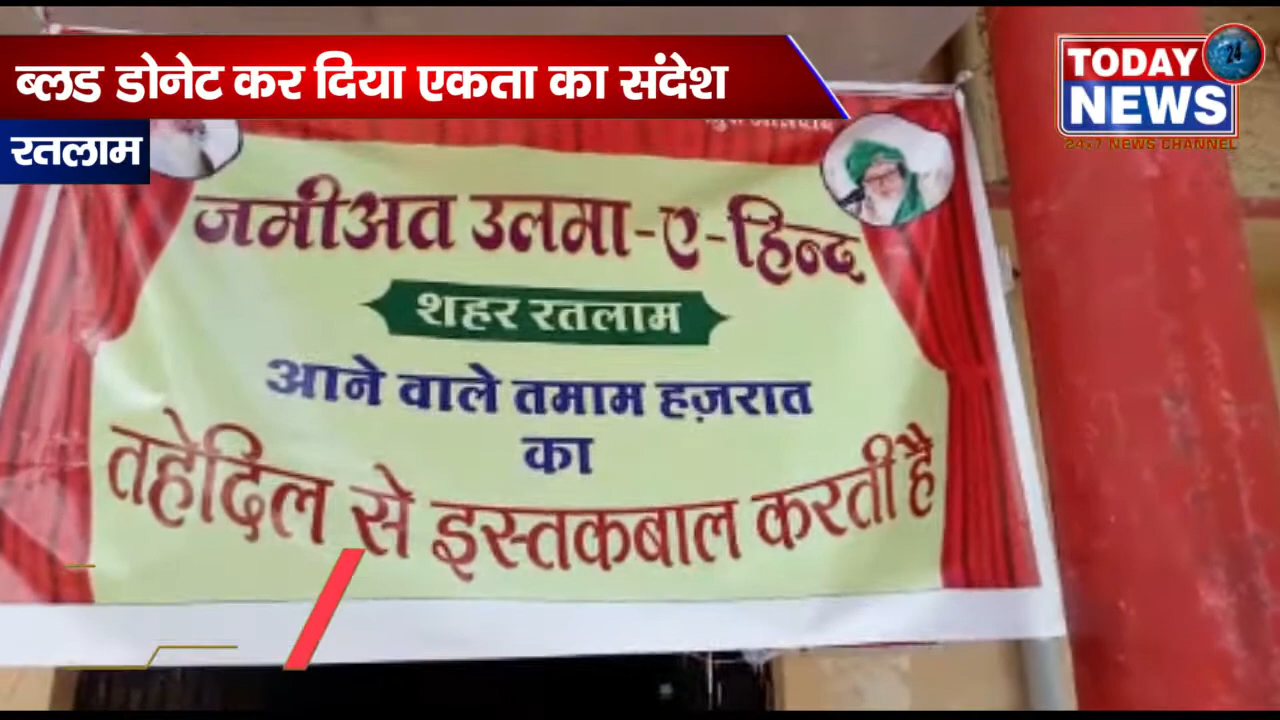 ब्लड डोनेट कर दिया एकता का संदेश
रतलाम
TODAY
24
NEWS
24x7 NEWS CHANNEL
जमीअत उलमा-ए-हिन्द
शहर रतलाम
आने वाले तमाम हज़रात
का
तहेदिल से इस्तकबाल करती है